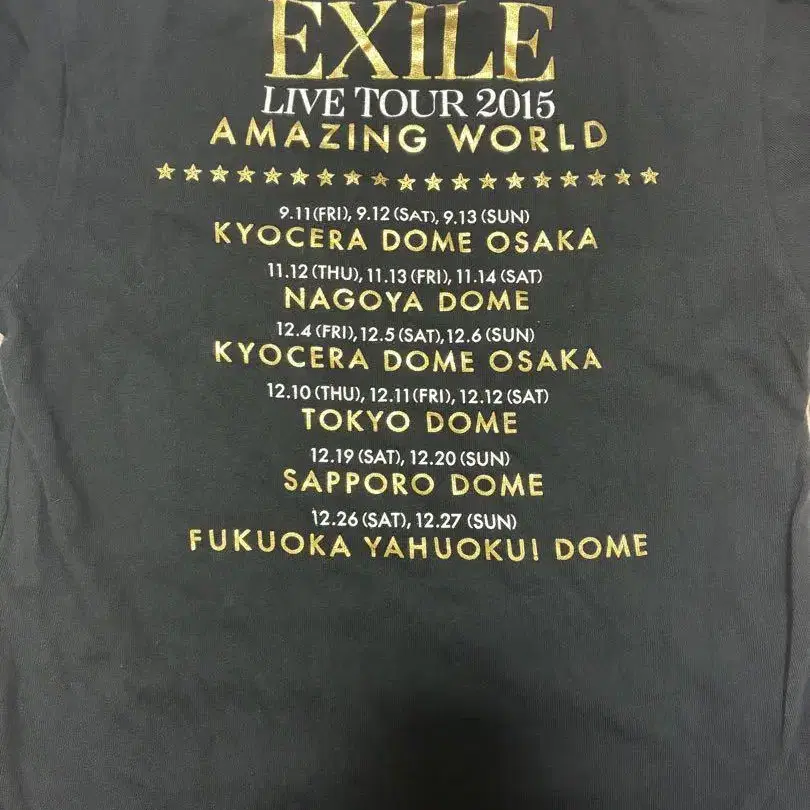 EXILE
LIVE TOUR 2015
AMAZING WORLD
9.11(FRI), 9.12 (SAT), 9.13 (SUN)
KYOCERA DOME OSAKA
11.12 (THU), 11.13 (FRI), 11.14 (SAT)
NAGOYA DOME
12.4 (FRI), 12.5 (SAT), 12.6 (SUN)
KYOCERA DOME OSAKA
12.10 (THU), 12.11 (FRI), 12.12 (SAT)
TOKYO DOME
12.19 (SAT), 12.20 (SUN)
SAPPORO DOME
12.26 (SAT), 12.27 (SUN)
FUKUOKA YAHUOKU! DOME